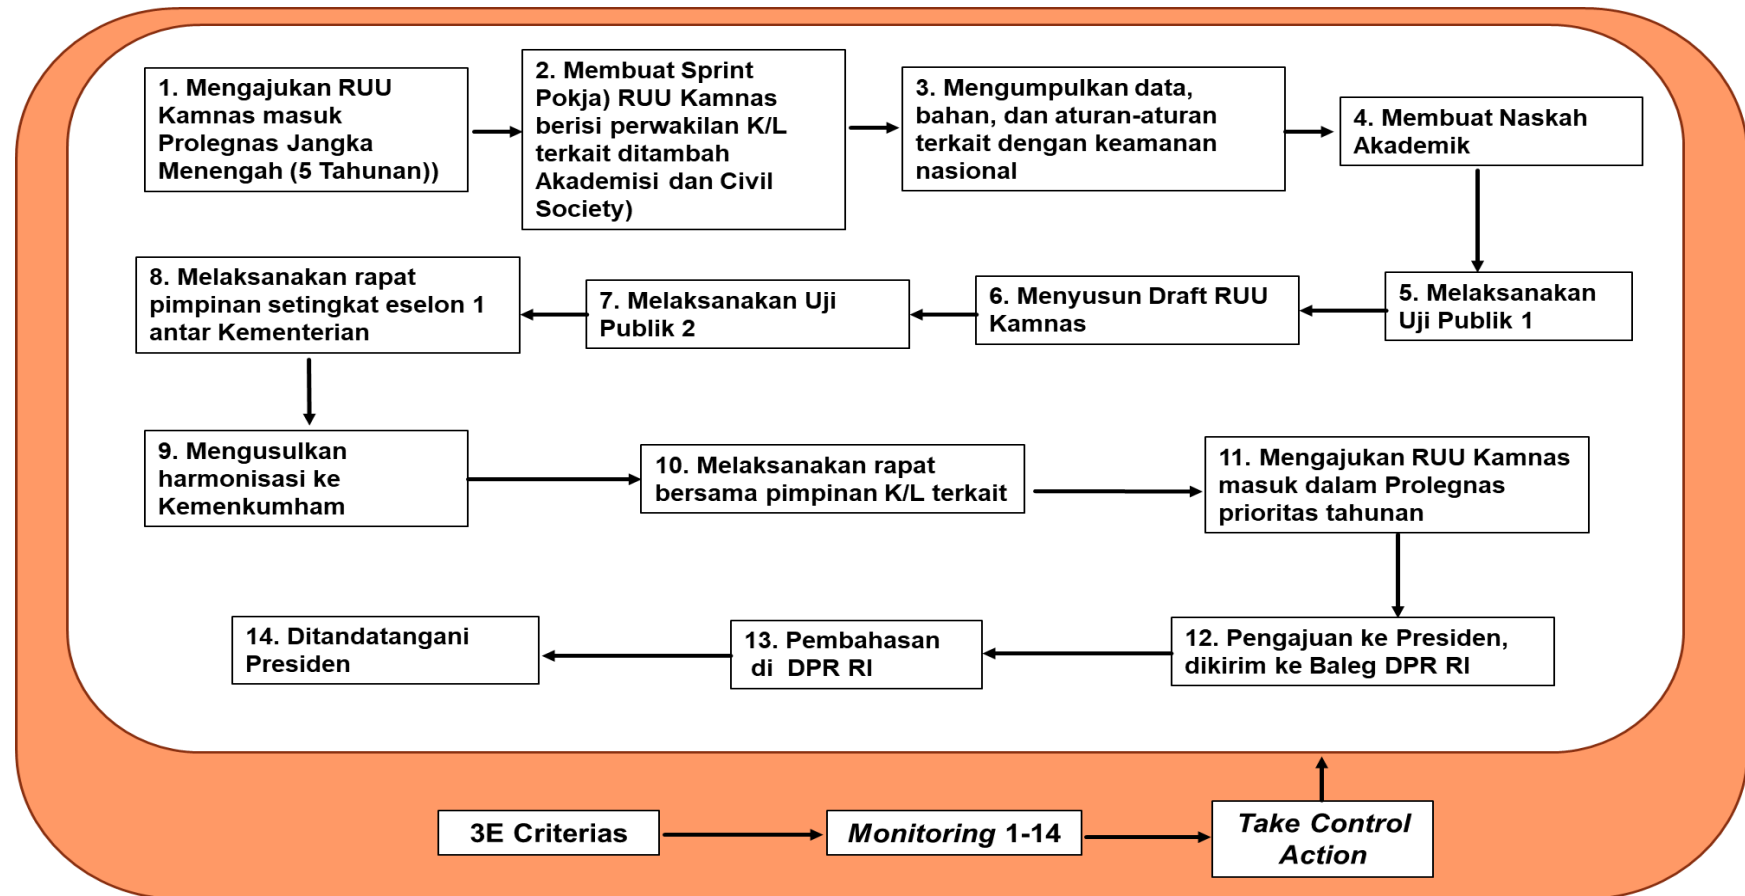 1. Mengajukan RUU
Kamnas masuk
Prolegnas Jangka
Menengah (5 Tahunan))
2. Membuat Sprint
Pokja) RUU Kamnas
berisi perwakilan K/L
terkait ditambah
Akademisi dan Civil
Society)
3. Mengumpulkan data,
bahan, dan aturan-aturan
terkait dengan keamanan
nasional
4. Membuat Naskah
Akademik
5. Melaksanakan
Uji Publik 1
6. Menyusun Draft RUU
Kamnas
7. Melaksanakan Uji
Publik 2
8. Melaksanakan rapat
pimpinan setingkat eselon 1
antar Kementerian
9. Mengusulkan
harmonisasi ke
Kemenkumham
10. Melaksanakan rapat
bersama pimpinan K/L terkait
11. Mengajukan RUU Kamnas
masuk dalam Prolegnas
prioritas tahunan
12. Pengajuan ke Presiden,
dikirim ke Baleg DPR RI
13. Pembahasan
di DPR RI
14. Ditandatangani
Presiden
3E Criterias
Monitoring 1-14
Take Control
Action